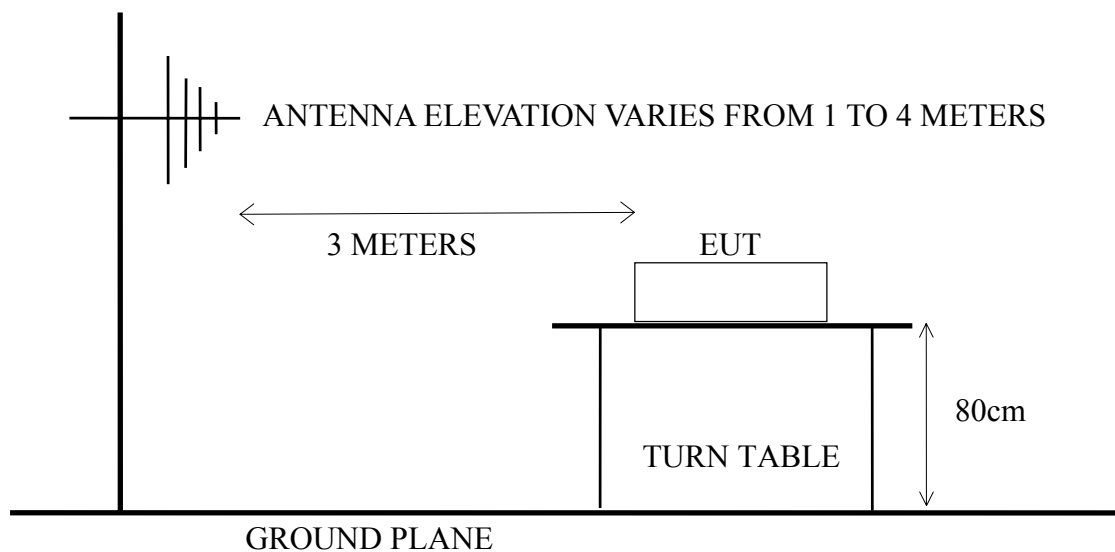 ANTENNA ELEVATION VARIES FROM 1 TO 4 METERS
3 METERS
EUT
80cm
TURN TABLE
GROUND PLANE